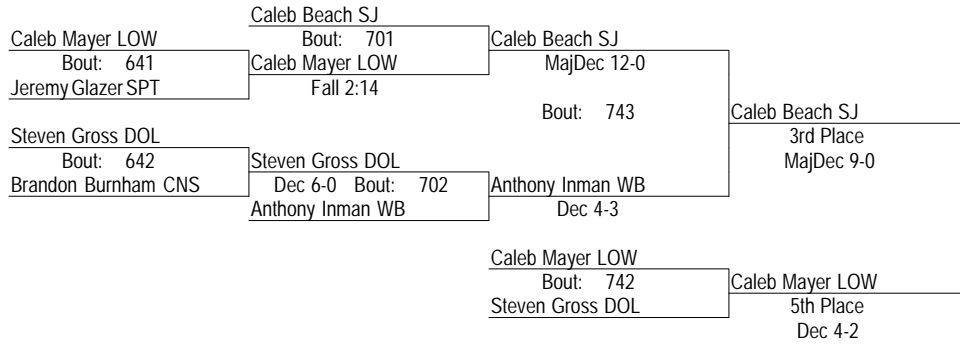 Caleb Beach SJ
Caleb Mayer LOW
Bout: 701
Caleb Beach SJ
Bout: 641
Caleb Mayer LOW
MajDec 12-0
Jeremy Glazer SPT
Fall 2:14
Bout: 743
Caleb Beach SJ
Steven Gross DOL
3rd Place
Bout: 642
Steven Gross DOL
MajDec 9-0
Brandon Burnham CNS
Dec 6-0 Bout: 702
Anthony Inman WB
Anthony Inman WB
Dec 4-3
Caleb Mayer LOW
Bout: 742
Caleb Mayer LOW
Steven Gross DOL
5th Place
Dec 4-2